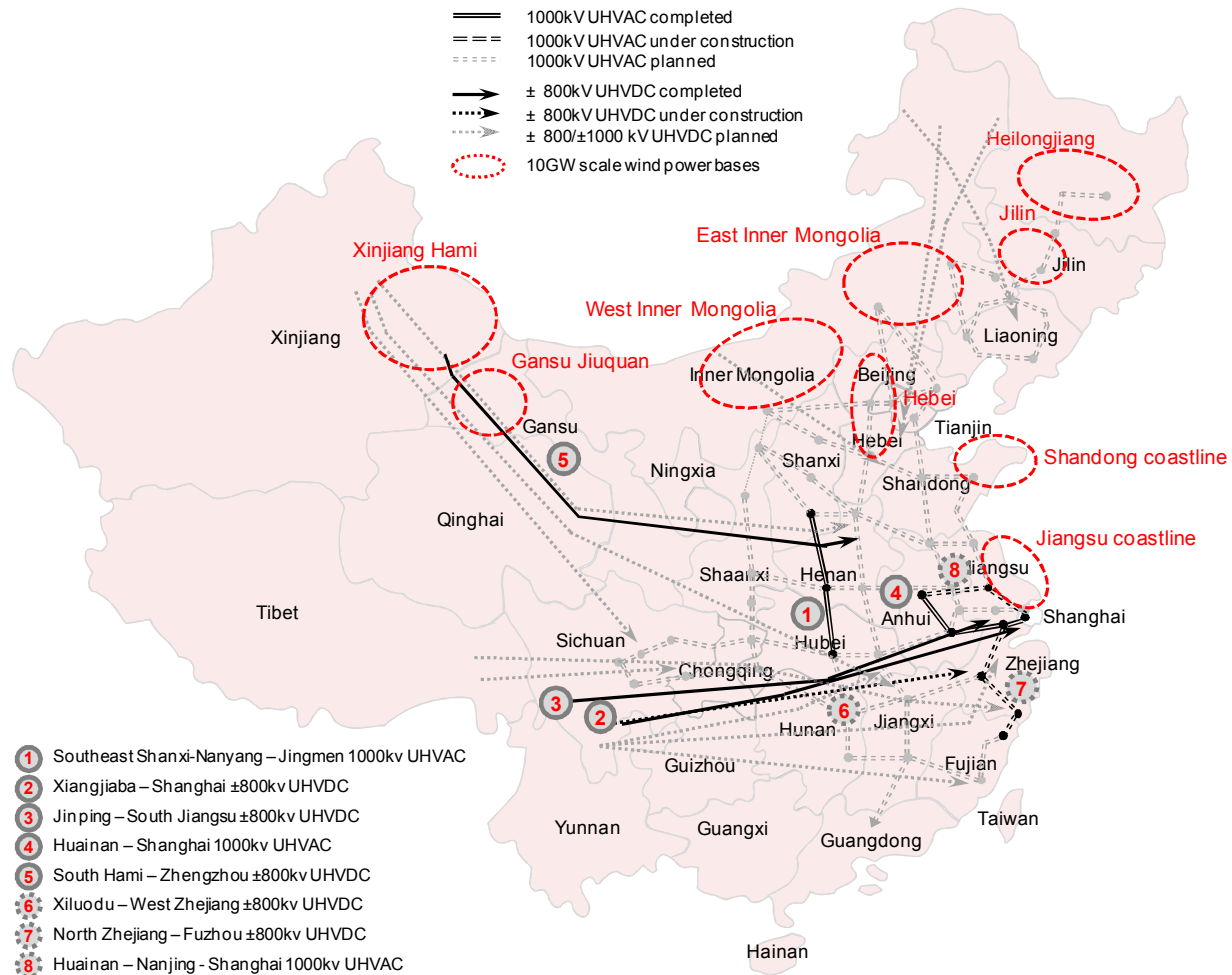 1000kV UHVAC completed
1000kV UHVAC under construction
1000kV UHVAC planned
± 800kV UHVDC completed
± 800kV UHVDC under construction
± 800/±1000 kV UHVDC planned
10GW scale wind power bases
Heilongjiang
Jilin
East Inner Mongolia
Xinjiang Hami
Jilin
West Inner Mongolia
Xinjiang
Liaoning
Gansu Jiuquan
Inner Mongolia
Beijing
Hebei
Gansu
Tianjin
Hebei
5
Shanxi
Shandong coastline
Ningxia
Shandong
Qinghai
Jiangsu coastline
8
Jiangsu
Shaanxi
Henan
4
Tibet
1
Anhui
Shanghai
Sichuan
Hubei
Chongqing
Zhejiang
7
3
2
6
Hunan
Jiangxi
Guizhou
Fujian
Taiwan
Yunnan
Guangxi
Guangdong
Hainan
1 Southeast Shanxi-Nanyang – Jingmen 1000kv UHVAC
2 Xiangjiaba – Shanghai ±800kv UHVDC
3 Jinping – South Jiangsu ±800kv UHVDC
4 Huainan – Shanghai 1000kv UHVAC
5 South Hami – Zhengzhou ±800kv UHVDC
6 Xiluodu – West Zhejiang ±800kv UHVDC
7 North Zhejiang – Fuzhou ±800kv UHVDC
8 Huainan – Nanjing - Shanghai 1000kv UHVAC